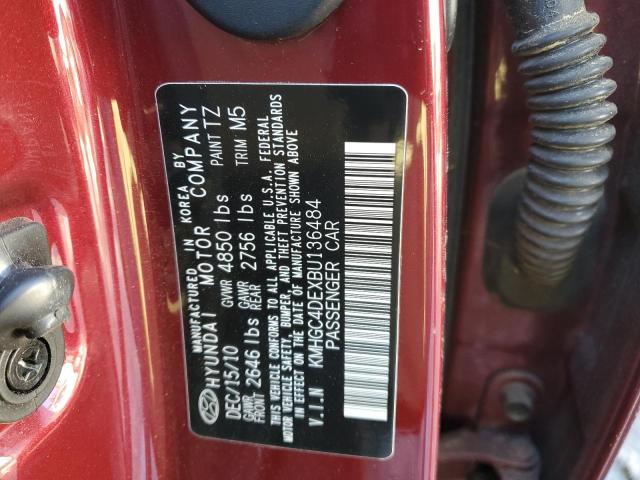 MANUFACTURED IN KOREA BY
HYUNDAI MOTOR COMPANY
DEC/15/10 GVWR 4850 lbs PAINT TZ
GAWR FRONT 2646 lbs GAWR REAR 2756 lbs TRIM M5
THIS VEHICLE CONFORMS TO ALL APPLICABLE U.S.A. FEDERAL
MOTOR VEHICLE SAFETY, BUMPER, AND THEFT PREVENTION STANDARDS
IN EFFECT ON THE DATE OF MANUFACTURE SHOWN ABOVE
V.I.N KMHGC4DEXBU136484
PASSENGER CAR